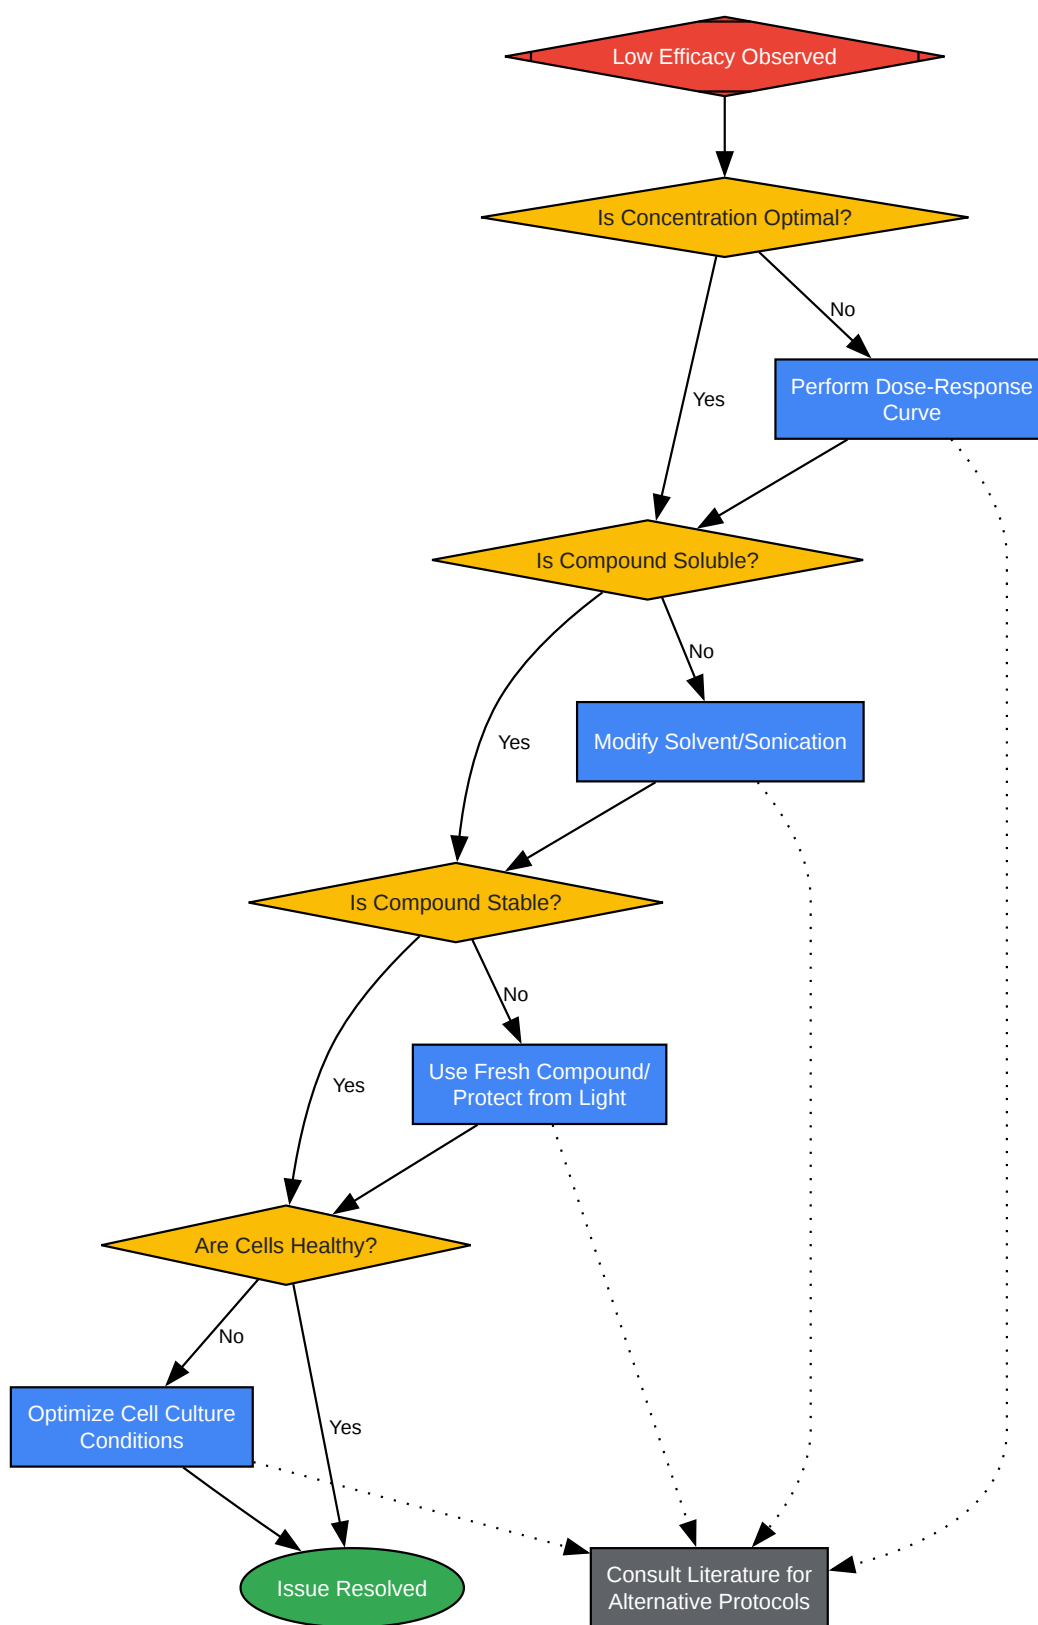 Low Efficacy Observed
Is Concentration Optimal?
No
Perform Dose-Response
Curve
Yes
Is Compound Soluble?
No
Modify Solvent/Sonication
Yes
Is Compound Stable?
No
Use Fresh Compound/
Protect from Light
Yes
Are Cells Healthy?
No
Optimize Cell Culture
Conditions
Yes
Issue Resolved
Consult Literature for
Alternative Protocols